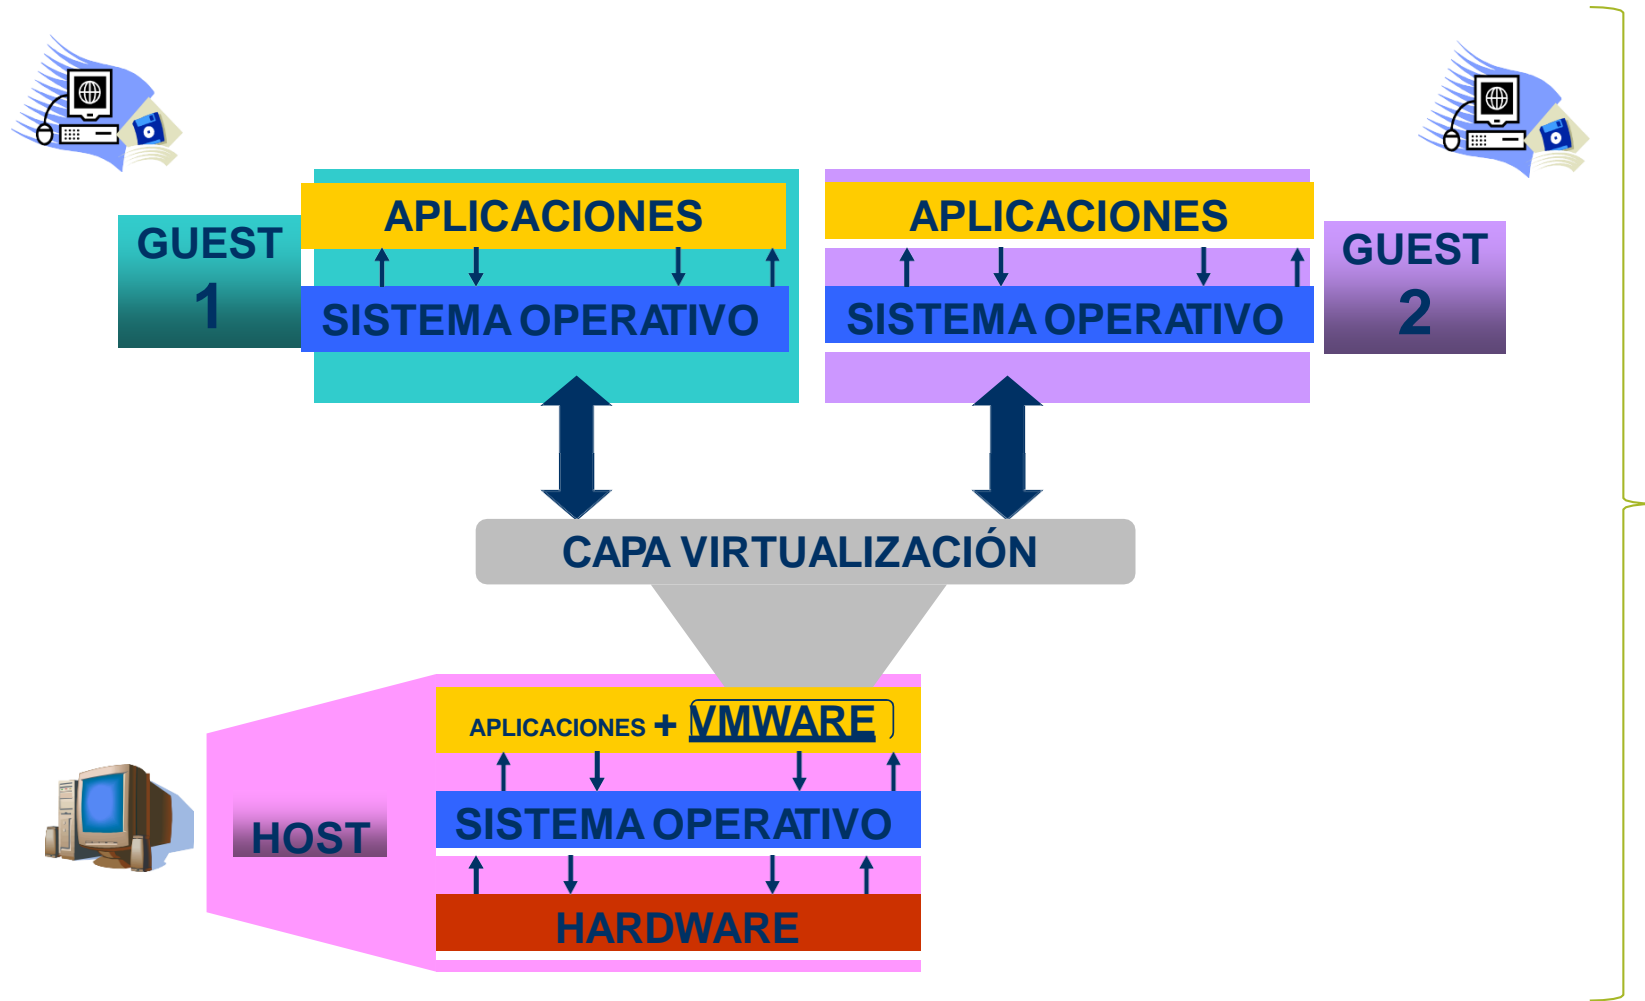 APLICACIONES
APLICACIONES
GUEST
1
GUEST
2
SISTEMA OPERATIVO
SISTEMA OPERATIVO
CAPA VIRTUALIZACIÓN
APLICACIONES + VMWARE
SISTEMA OPERATIVO
HOST
HARDWARE